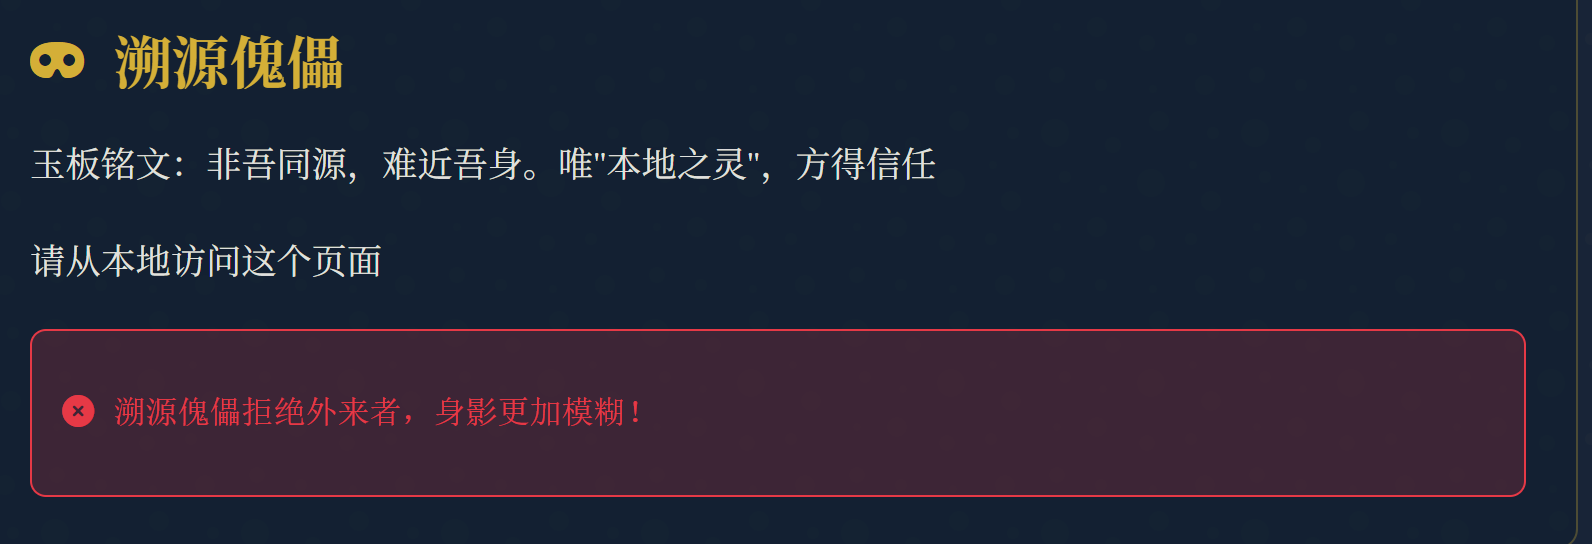 溯源傀儡
玉板铭文：非吾同源，难近吾身。唯"本地之灵"，方得信任
请从本地访问这个页面
溯源傀儡拒绝外来者，身影更加模糊！